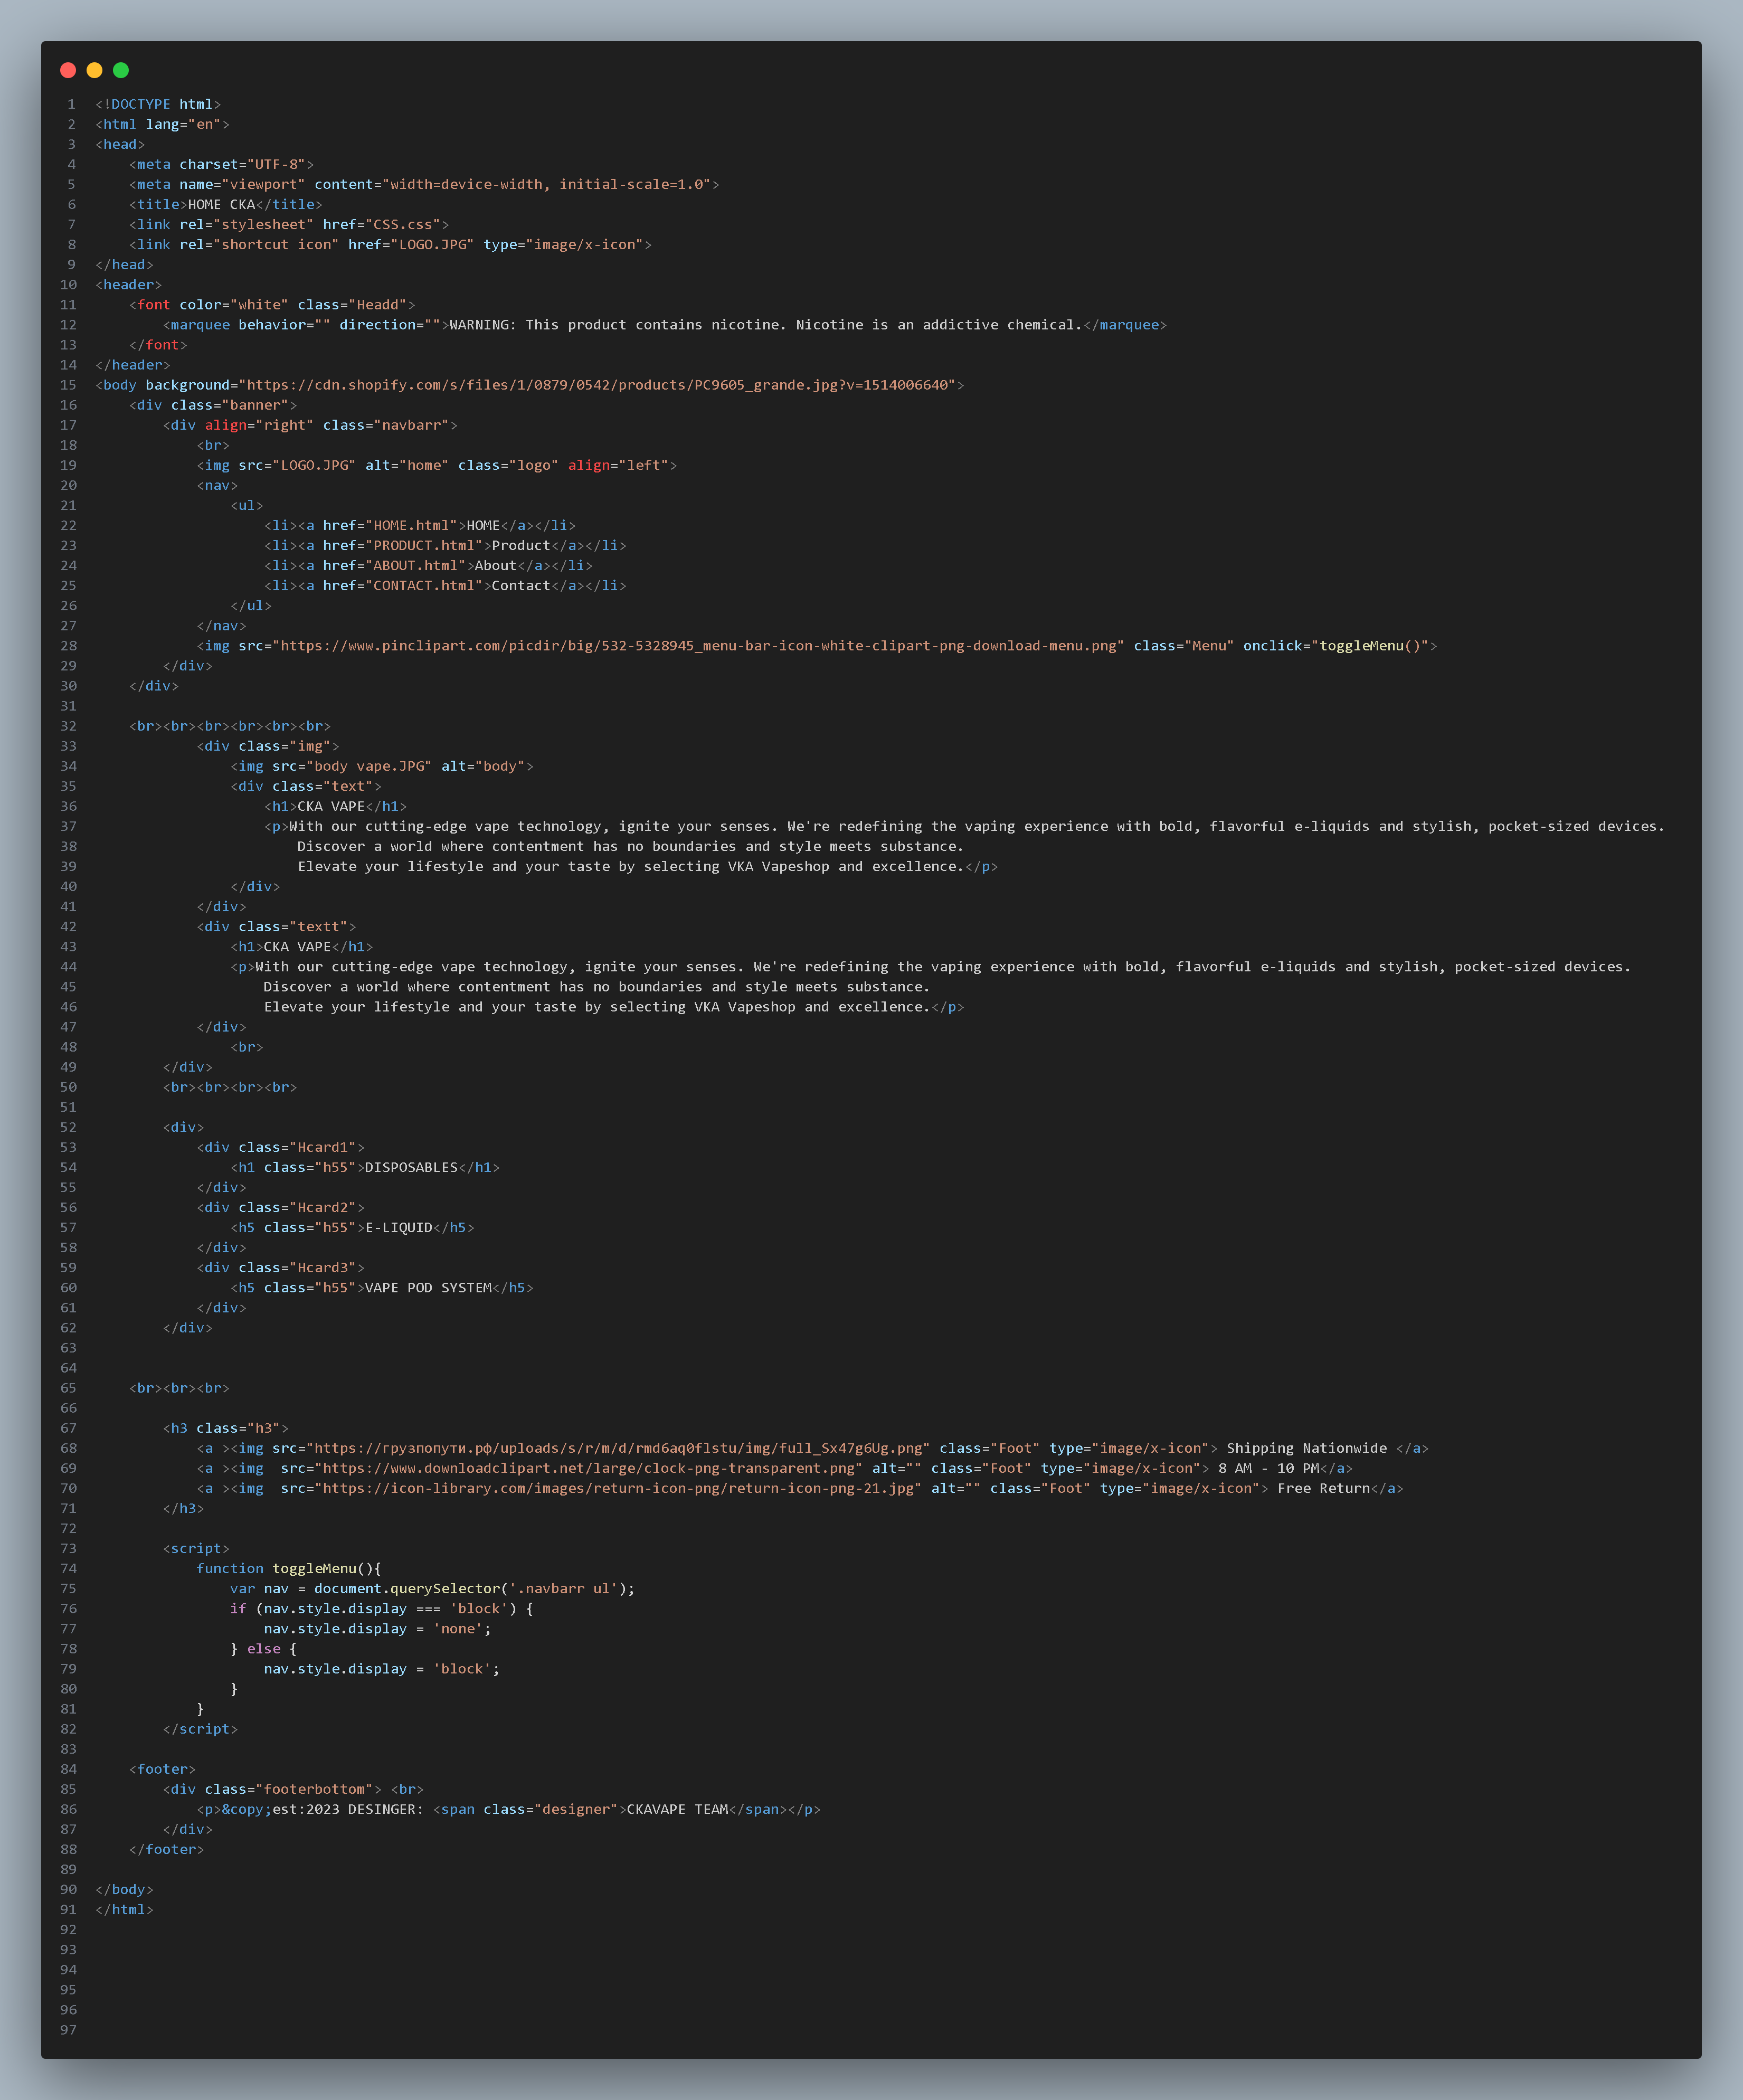 1 <!DOCTYPE html>
2 <html lang="en">
3 <head>
4     <meta charset="UTF-8">
5     <meta name="viewport" content="width=device-width, initial-scale=1.0">
6     <title>HOME CKA</title>
7     <link rel="stylesheet" href="CSS.css">
8     <link rel="shortcut icon" href="LOGO.JPG" type="image/x-icon">
9 </head>
10 <header>
11     <font color="white" class="Headd">
12         <marquee behavior="" direction="">WARNING: This product contains nicotine. Nicotine is an addictive chemical.</marquee>
13     </font>
14 </header>
15 <body background="https://cdn.shopify.com/s/files/1/0879/0542/products/PC9605_grande.jpg?v=1514006640">
16     <div class="banner">
17         <div align="right" class="navbarr">
18             <br>
19             <img src="LOGO.JPG" alt="home" class="logo" align="left">
20             <nav>
21                 <ul>
22                     <li><a href="HOME.html">HOME</a></li>
23                     <li><a href="PRODUCT.html">Product</a></li>
24                     <li><a href="ABOUT.html">About</a></li>
25                     <li><a href="CONTACT.html">Contact</a></li>
26                 </ul>
27             </nav>
28             <img src="https://www.pinclipart.com/picdir/big/532-5328945_menu-bar-icon-white-clipart-png-download-menu.png" class="Menu" onclick="toggleMenu()">
29         </div>
30     </div>
31
32     <br><br><br><br><br><br>
33             <div class="img">
34                 <img src="body vape.JPG" alt="body">
35                 <div class="text">
36                     <h1>CKA VAPE</h1>
37                     <p>With our cutting-edge vape technology, ignite your senses. We're redefining the vaping experience with bold, flavorful e-liquids and stylish, pocket-sized devices.
38                         Discover a world where contentment has no boundaries and style meets substance.
39                         Elevate your lifestyle and your taste by selecting VKA Vapeshop and excellence.</p>
40                 </div>
41             </div>
42             <div class="textt">
43                 <h1>CKA VAPE</h1>
44                 <p>With our cutting-edge vape technology, ignite your senses. We're redefining the vaping experience with bold, flavorful e-liquids and stylish, pocket-sized devices.
45                     Discover a world where contentment has no boundaries and style meets substance.
46                     Elevate your lifestyle and your taste by selecting VKA Vapeshop and excellence.</p>
47             </div>
48                 <br>
49         </div>
50         <br><br><br><br>
51
52         <div>
53             <div class="Hcard1">
54                 <h1 class="h55">DISPOSABLES</h1>
55             </div>
56             <div class="Hcard2">
57                 <h5 class="h55">E-LIQUID</h5>
58             </div>
59             <div class="Hcard3">
60                 <h5 class="h55">VAPE POD SYSTEM</h5>
61             </div>
62         </div>
63
64
65     <br><br><br>
66
67         <h3 class="h3">
68             <a ><img src="https://грузпопути.рф/uploads/s/r/m/d/rmd6aq0flstu/img/full_Sx47g6Ug.png" class="Foot" type="image/x-icon"> Shipping Nationwide </a>
69             <a ><img  src="https://www.downloadclipart.net/large/clock-png-transparent.png" alt="" class="Foot" type="image/x-icon"> 8 AM - 10 PM</a>
70             <a ><img  src="https://icon-library.com/images/return-icon-png/return-icon-png-21.jpg" alt="" class="Foot" type="image/x-icon"> Free Return</a>
71         </h3>
72
73         <script>
74             function toggleMenu(){
75                 var nav = document.querySelector('.navbarr ul');
76                 if (nav.style.display === 'block') {
77                     nav.style.display = 'none';
78                 } else {
79                     nav.style.display = 'block';
80                 }
81             }
82         </script>
83
84     <footer>
85         <div class="footerbottom"> <br>
86             <p>&copy;est:2023 DESINGER: <span class="designer">CKAVAPE TEAM</span></p>
87         </div>
88     </footer>
89
90 </body>
91 </html>
92
93
94
95
96
97